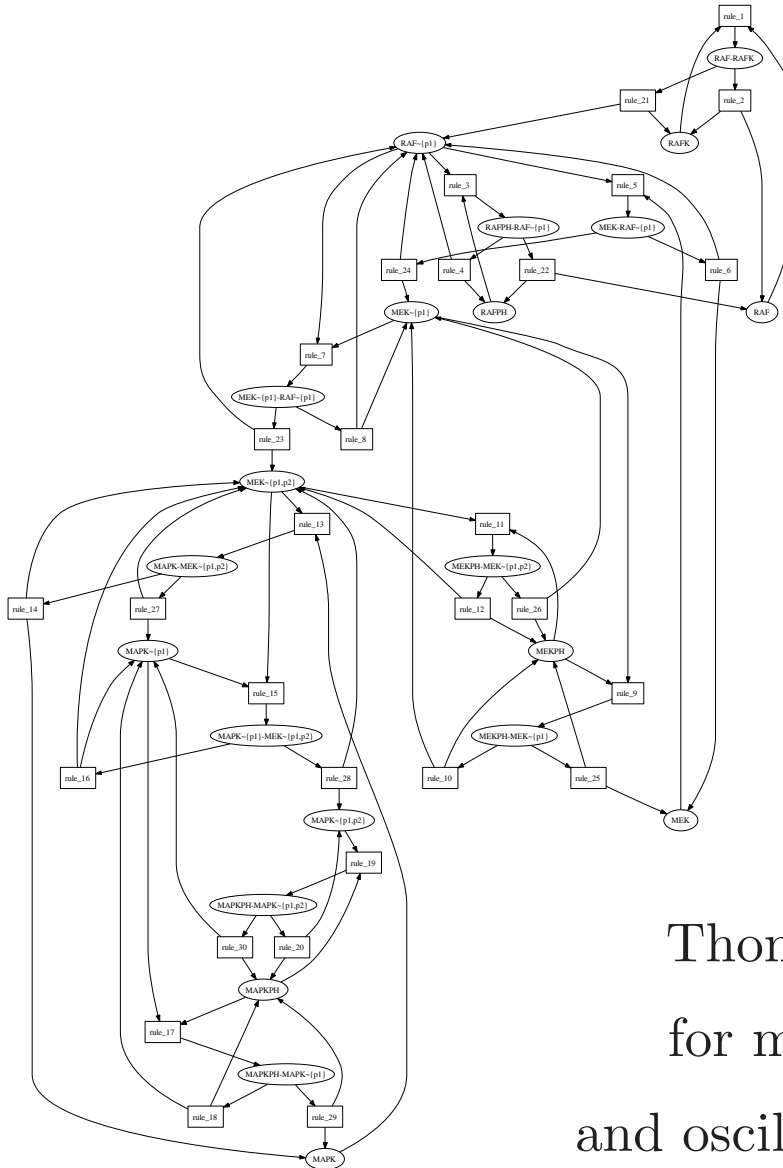 rule_1
RAF-RAFK
rule_21
rule_2
RAF~{p1}
RAFK
rule_3
rule_5
RAFPH-RAF~{p1}
MEK-RAF~{p1}
rule_24
rule_4
rule_22
rule_6
MEK~{p1}
RAFPH
RAF
rule_7
MEK~{p1}-RAF~{p1}
rule_23
rule_8
MEK~{p1,p2}
rule_13
rule_11
MAPK-MEK~{p1,p2}
MEKPH-MEK~{p1,p2}
rule_14
rule_27
rule_12
rule_26
MAPK~{p1}
MEKPH
rule_15
rule_9
MAPK~{p1}-MEK~{p1,p2}
MEKPH-MEK~{p1}
rule_16
rule_28
rule_10
rule_25
MAPK~{p1,p2}
MEK
rule_19
MAPKPH-MAPK~{p1,p2}
rule_30
rule_20
MAPKPH
rule_17
MAPKPH-MAPK~{p1}
rule_18
rule_29
MAPK
Thom
for m
and oscil